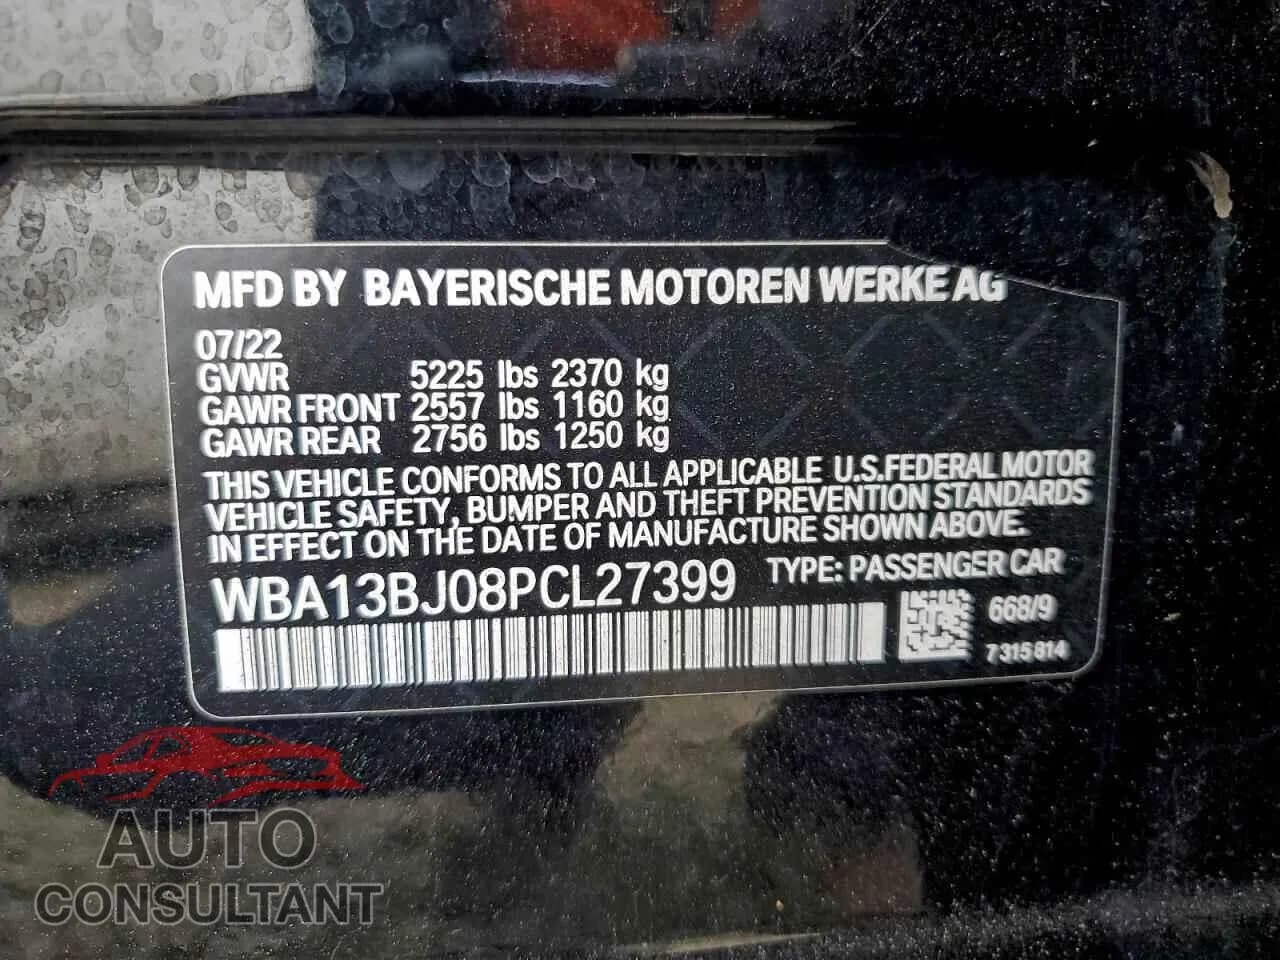 MFD BY BAYERISCHE MOTOREN WERKE AG
07/22
GVWR 5225 lbs 2370 kg
GAWR FRONT 2557 lbs 1160 kg
GAWR REAR 2756 lbs 1250 kg
THIS VEHICLE CONFORMS TO ALL APPLICABLE U.S.FEDERAL MOTOR
VEHICLE SAFETY, BUMPER AND THEFT PREVENTION STANDARDS
IN EFFECT ON THE DATE OF MANUFACTURE SHOWN ABOVE.
WBA13BJ08PCL27399 TYPE: PASSENGER CAR
668/9
7315814
AUTO
CONSULTANT